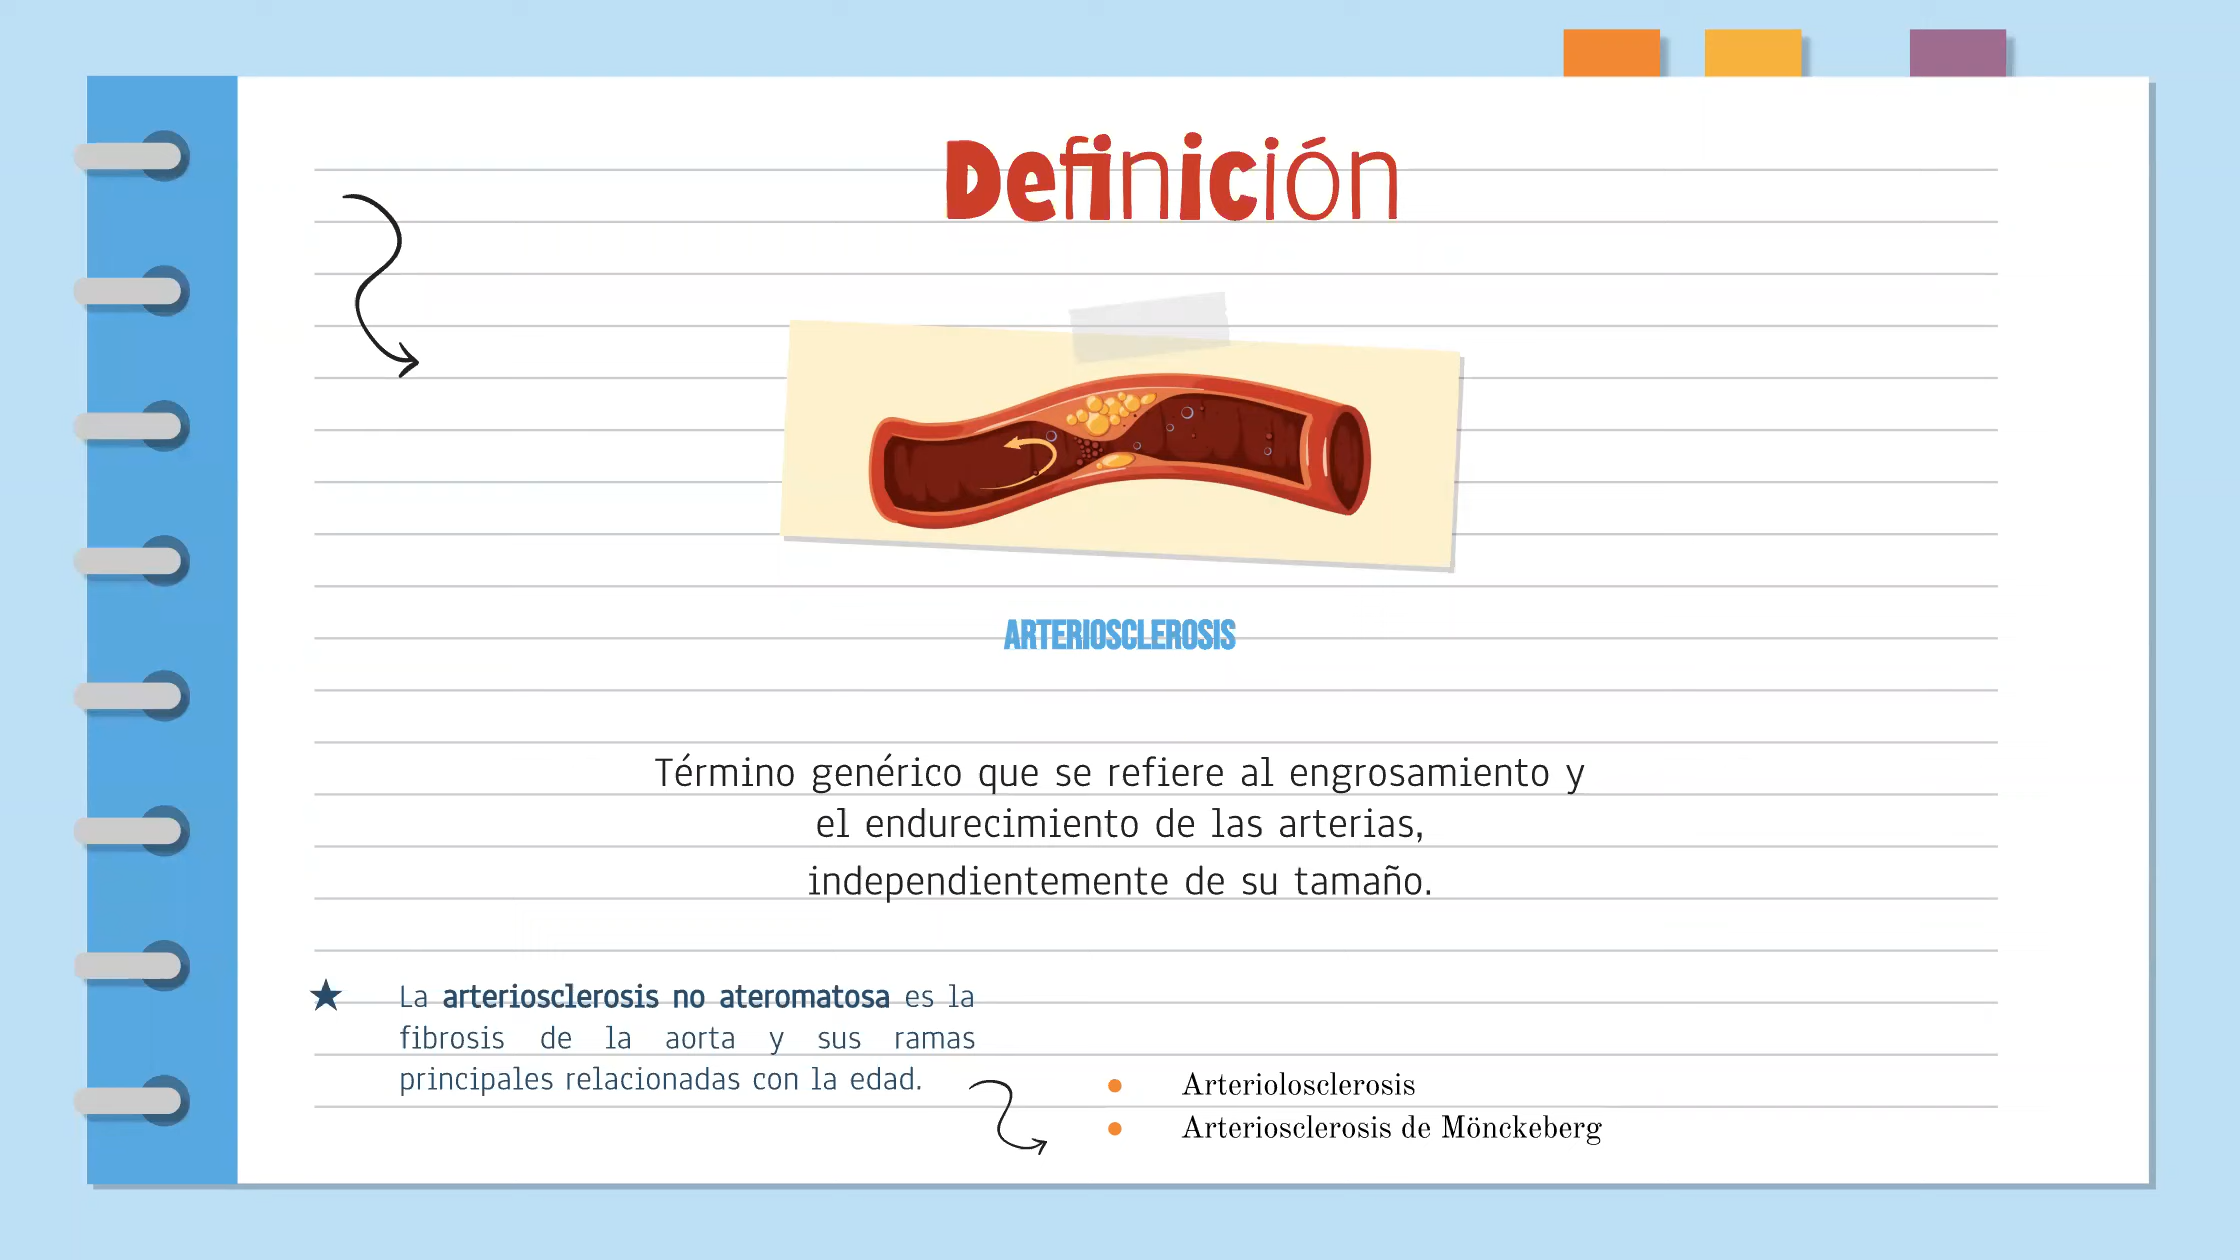 Definición
ARTERIOSCLEROSIS
Término genérico que se refiere al engrosamiento y
el endurecimiento de las arterias,
independientemente de su tamaño.
La arteriosclerosis no ateromatosa es la
fibrosis de la aorta y sus ramas
principales relacionadas con la edad.
Arteriolosclerosis
Arteriosclerosis de Mönckeberg